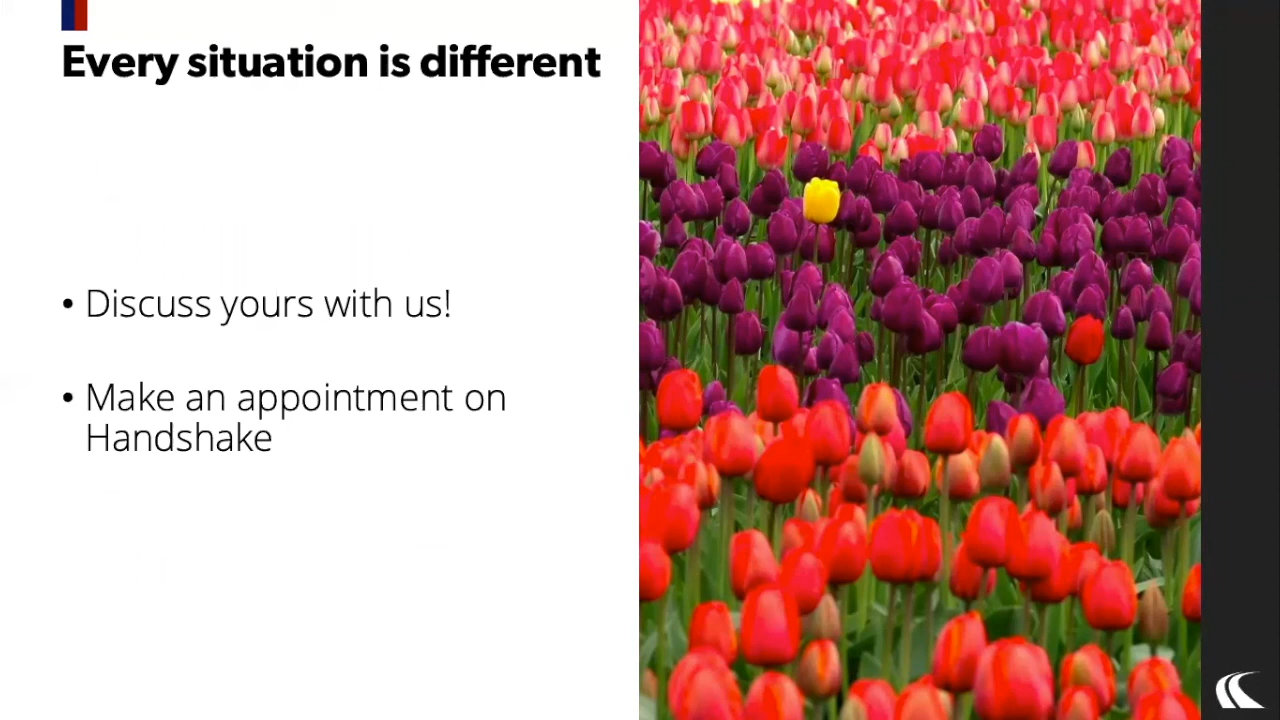 Every situation is different
• Discuss yours with us!
• Make an appointment on
Handshake